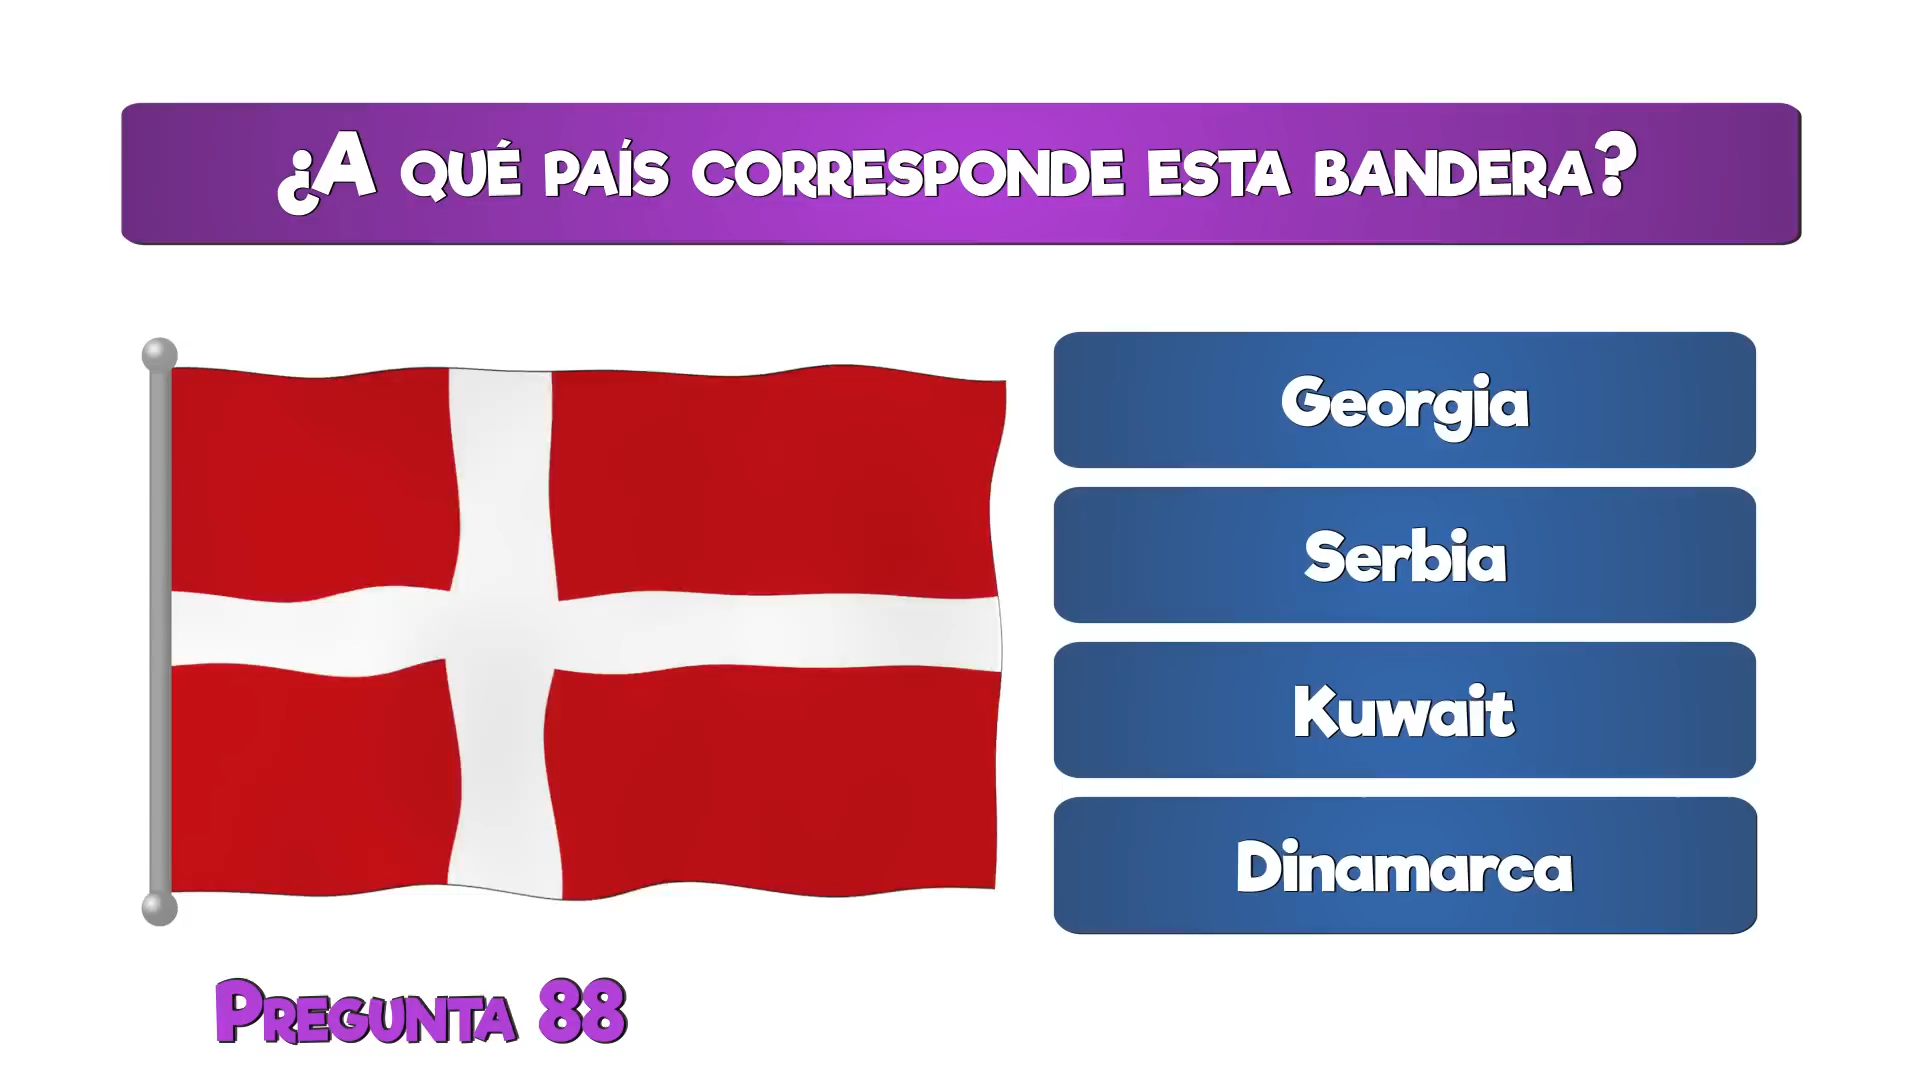 ¿A QUÉ PAÍS CORRESPONDE ESTA BANDERA?
Georgia
Serbia
Kuwait
Dinamarca
PREGUNTA 88